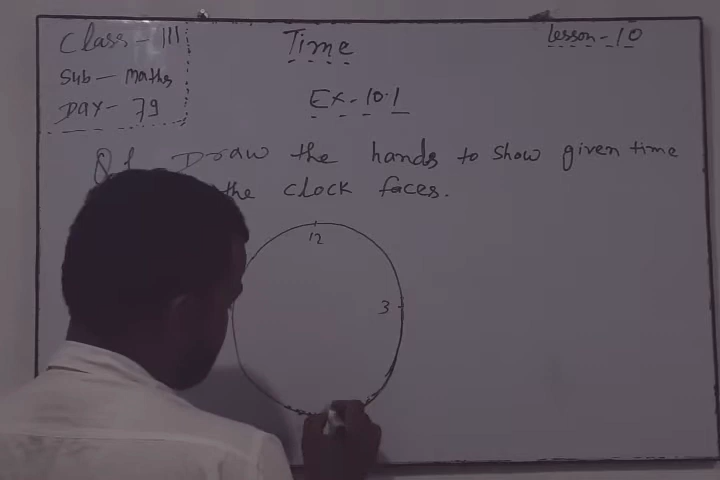 Class - III
Sub - Maths
Day - 79
Time
Lesson - 10
Ex - 10.1
Q1. Draw the hands to show given time
the clock faces.
12
3